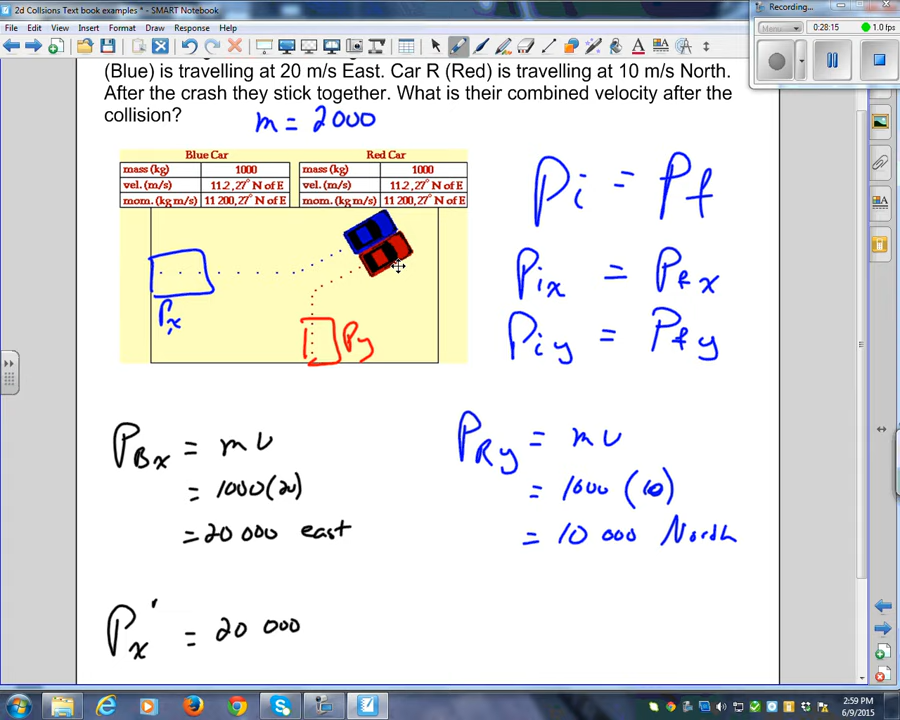 2d Collsions Text book examples * - SMART Notebook
Recording...
Menu
0:28:15
1.0 fps
File Edit View Insert Format Draw Response Help
(Blue) is travelling at 20 m/s East. Car R (Red) is travelling at 10 m/s North.
After the crash they stick together. What is their combined velocity after the
collision?
m = 2000
Blue Car
mass (kg) 1000
vel. (m/s) 11.2, 27° N of E
mom. (kg m/s) 11 200, 27° N of E
Red Car
mass (kg) 1000
vel. (m/s) 11.2, 27° N of E
mom. (kg m/s) 11 200, 27° N of E
Px
Py
Pi = Pf
Pix = Pfx
Piy = Pfy
PBx = mv
= 1000(20)
= 20 000 east
PRy = mv
= 1000 (10)
= 10 000 North
Px' = 20 000
2:59 PM
6/9/2015